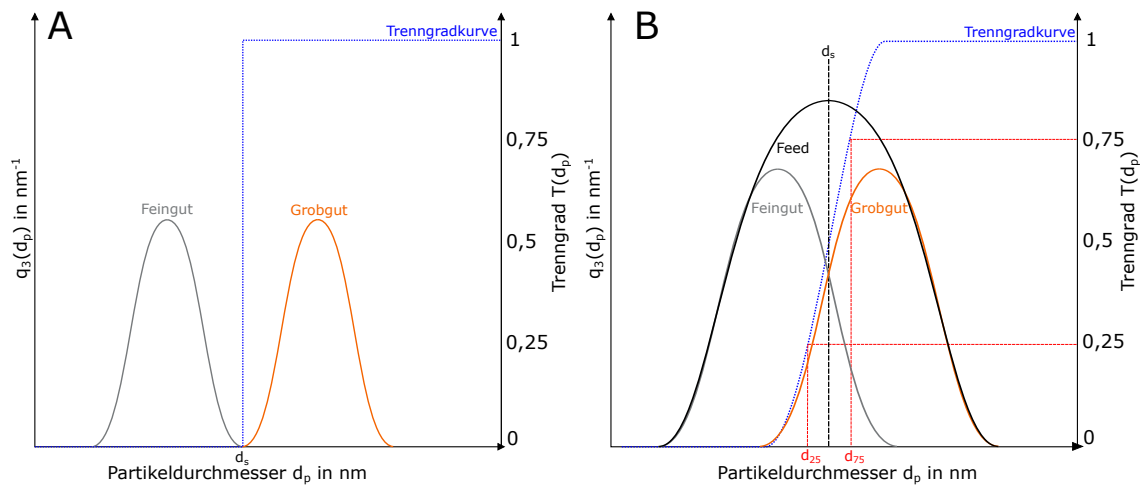 A
Trenngradkurve
1
0,75
0,5
0,25
0
q₃(dₚ) in nm⁻¹
Trenngrad T(dₚ)
Feingut
Grobgut
dₛ
Partikeldurchmesser dₚ in nm
B
Trenngradkurve
dₛ
1
0,75
0,5
0,25
0
q₃(dₚ) in nm⁻¹
Trenngrad T(dₚ)
Feed
Feingut
Grobgut
d₂₅
d₇₅
Partikeldurchmesser dₚ in nm